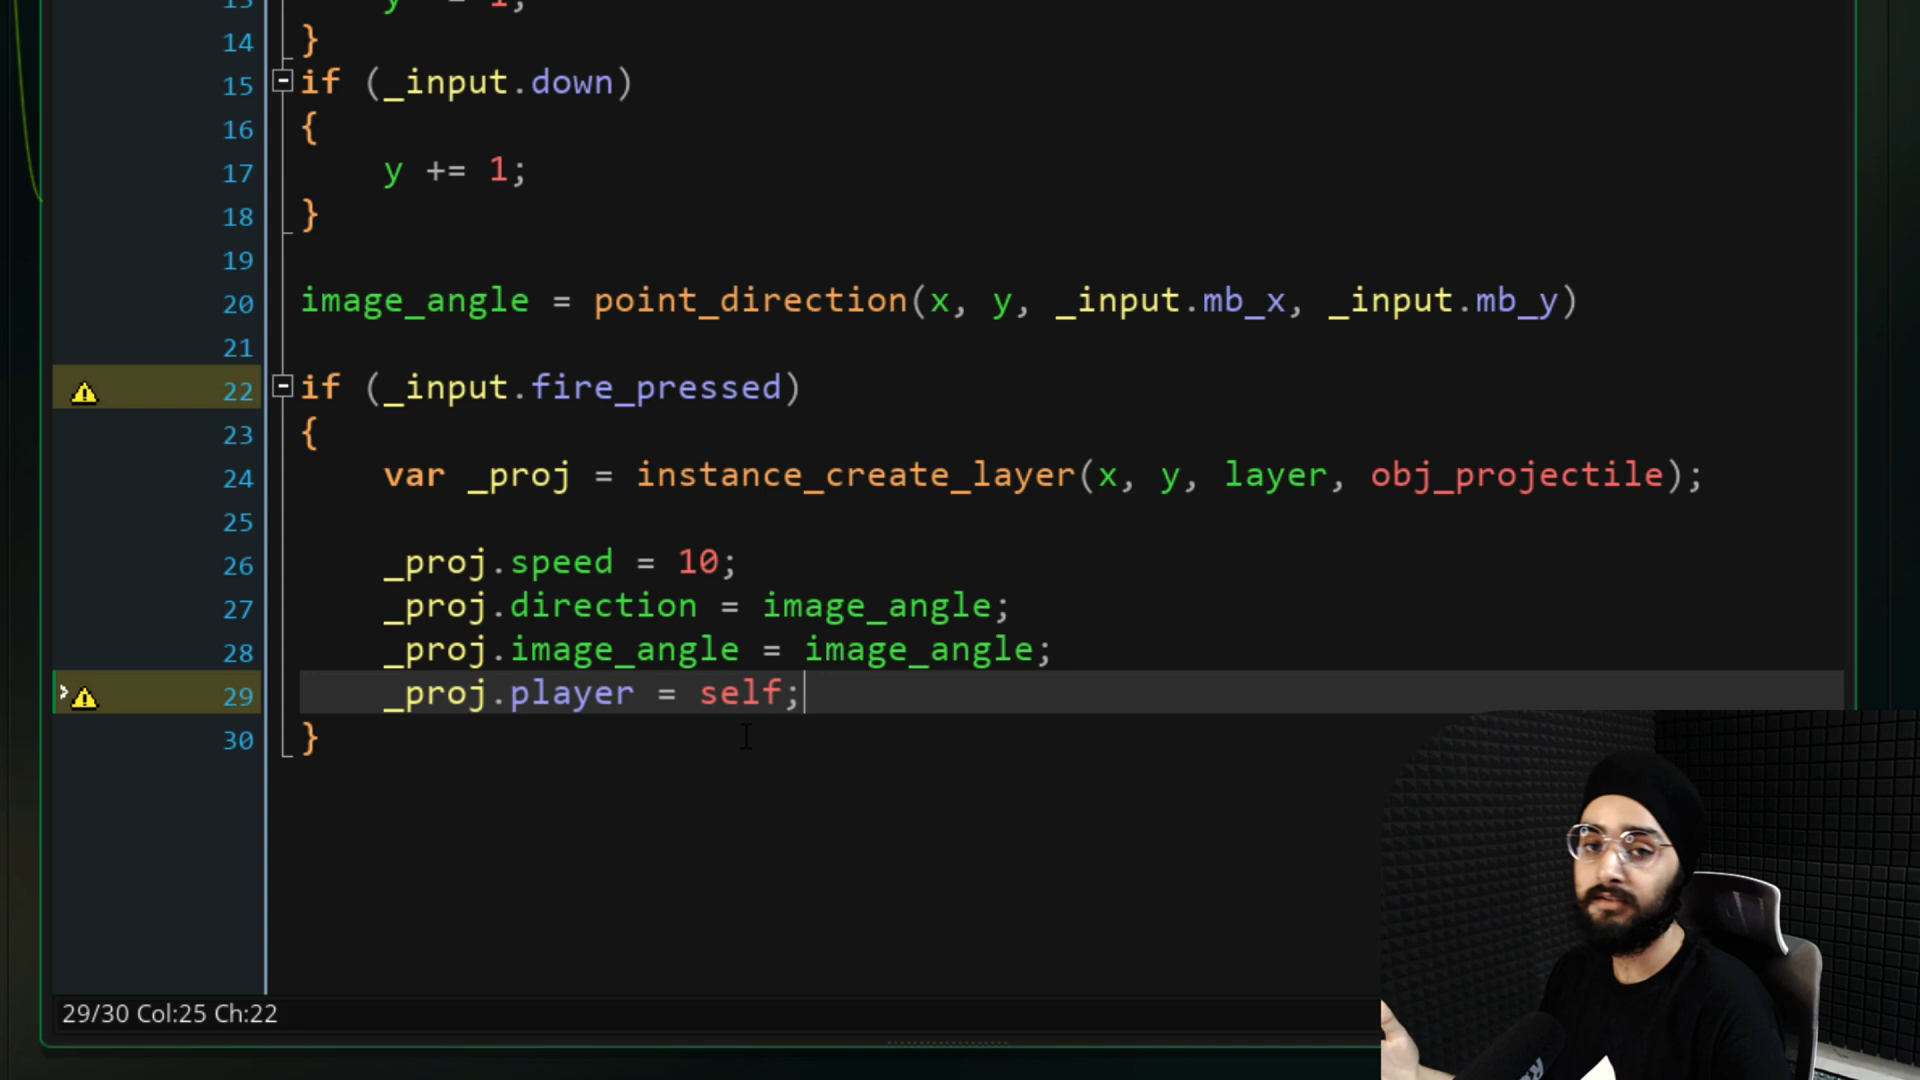 13 y -= 1;
14 }
15 if (_input.down)
16 {
17 y += 1;
18 }
19
20 image_angle = point_direction(x, y, _input.mb_x, _input.mb_y)
21
22 if (_input.fire_pressed)
23 {
24 var _proj = instance_create_layer(x, y, layer, obj_projectile);
25
26 _proj.speed = 10;
27 _proj.direction = image_angle;
28 _proj.image_angle = image_angle;
29 _proj.player = self;
30 }
29/30 Col:25 Ch:22